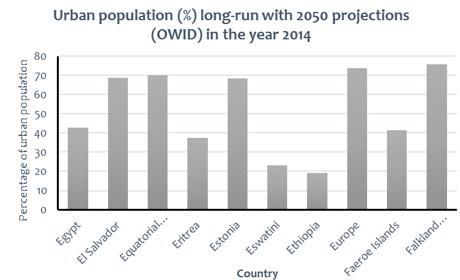 Urban population (%) long-run with 2050 projections
(OWID) in the year 2014
Percentage of urban population
80
70
60
50
40
30
20
10
0
Egypt
El Salvador
Equatorial...
Eritrea
Estonia
Eswatini
Ethiopia
Europe
Faeroe Islands
Falkland...
Country